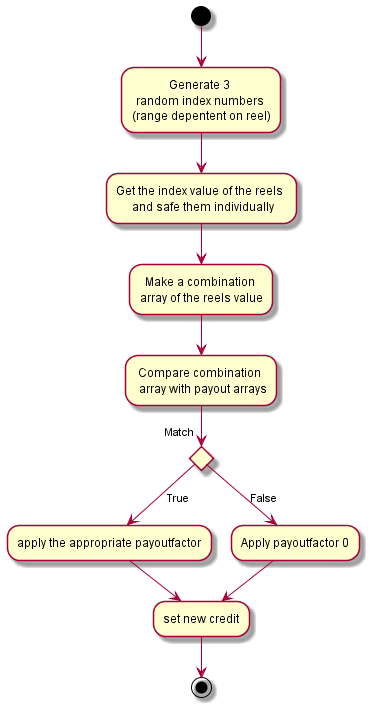 Generate 3
random index numbers
(range depentent on reel)
Get the index value of the reels
and safe them individually
Make a combination
array of the reels value
Compare combination
array with payout arrays
Match
True
False
apply the appropriate payoutfactor
Apply payoutfactor 0
set new credit